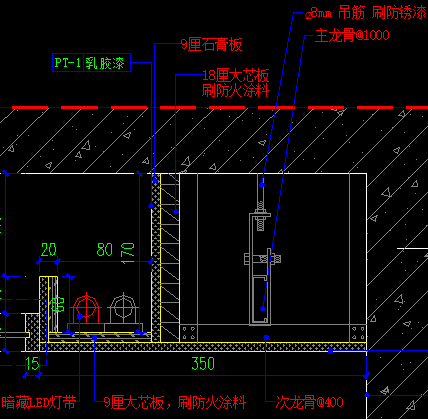 ⌀8mm 吊筋 刷防锈漆
主龙骨@1000
9厘石膏板
PT-1 乳胶漆
18厘大芯板
刷防火涂料
20
80
170
60
15
350
暗藏LED灯带
9厘大芯板，刷防火涂料
次龙骨@400